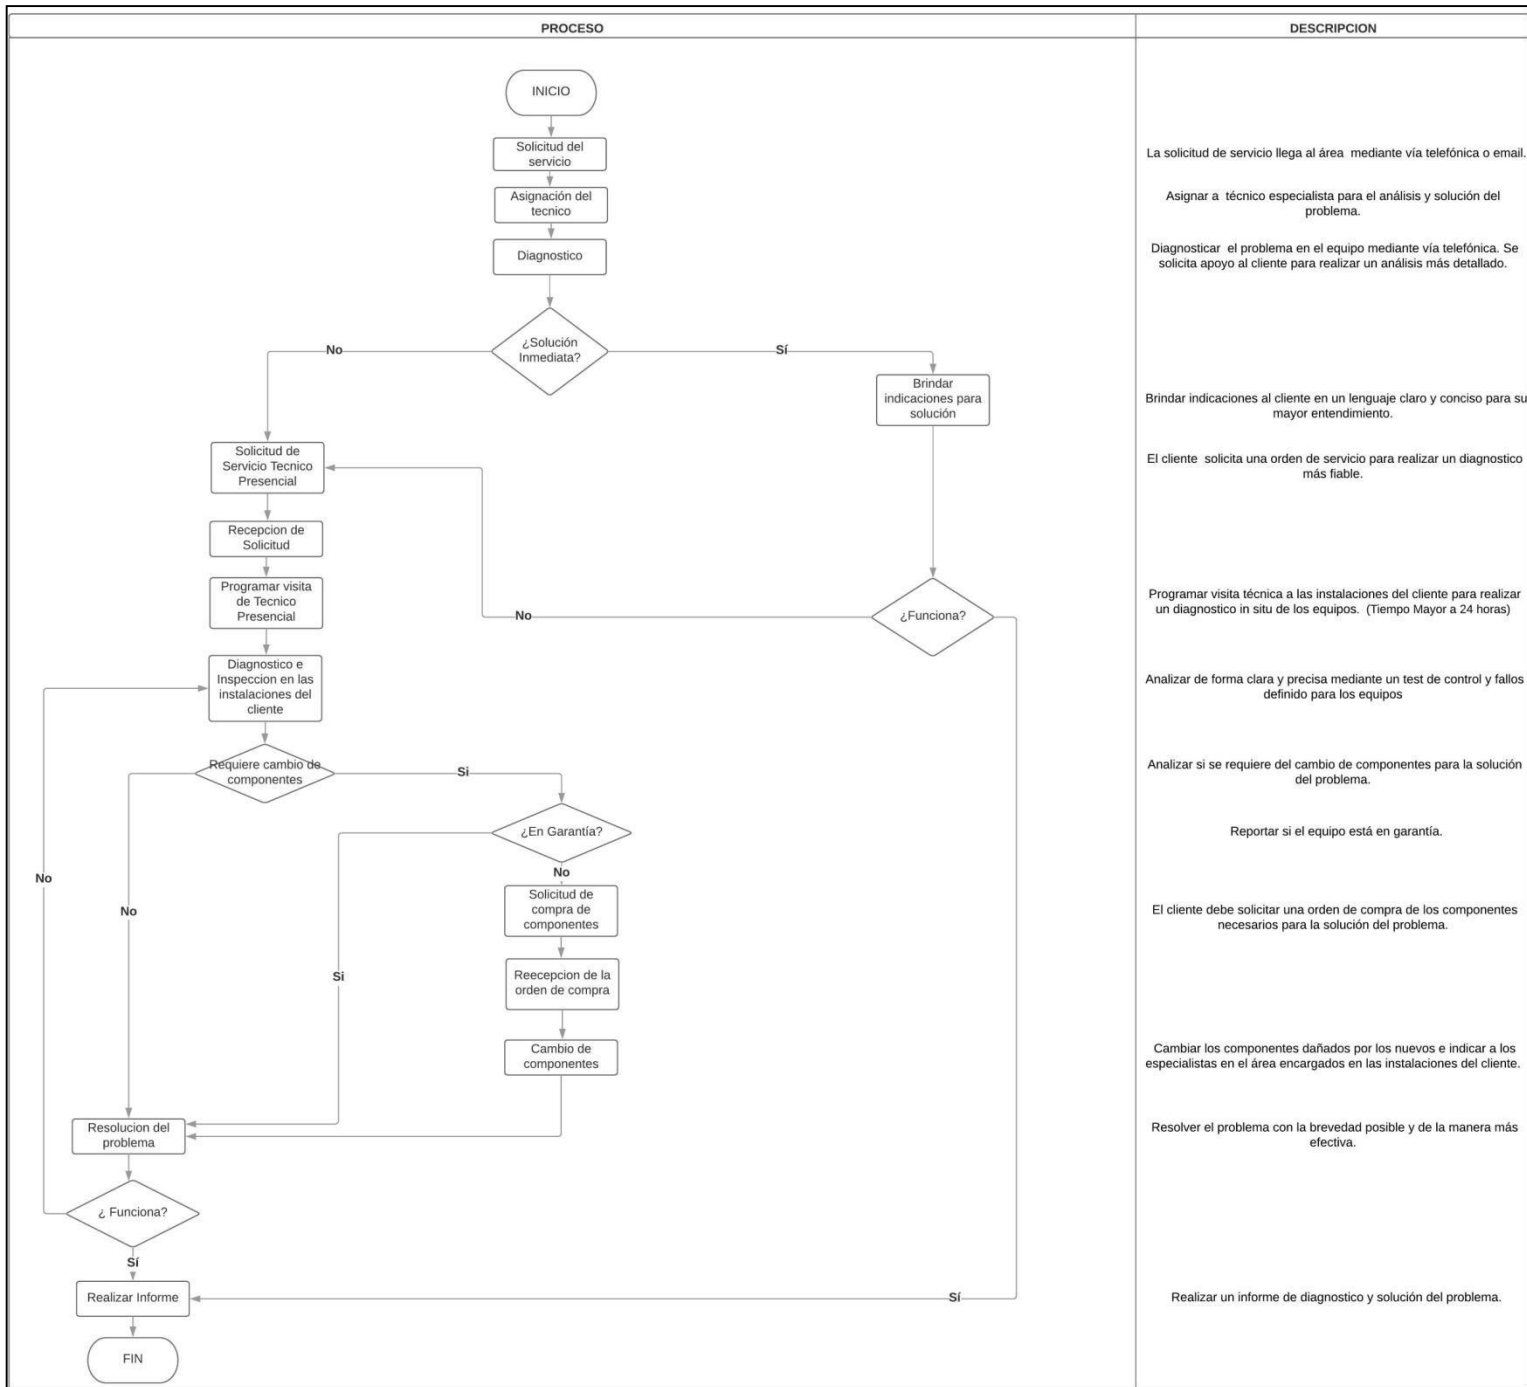 PROCESO
DESCRIPCION
INICIO
Solicitud del
servicio
La solicitud de servicio llega al área mediante vía telefónica o email.
Asignación del
tecnico
Asignar a técnico especialista para el análisis y solución del
problema.
Diagnostico
Diagnosticar el problema en el equipo mediante vía telefónica. Se
solicita apoyo al cliente para realizar un análisis más detallado.
¿Solución
Inmediata?
No
Sí
Brindar
indicaciones para
solución
Brindar indicaciones al cliente en un lenguaje claro y conciso para su
mayor entendimiento.
Solicitud de
Servicio Tecnico
Presencial
El cliente solicita una orden de servicio para realizar un diagnostico
más fiable.
Recepcion de
Solicitud
Programar visita
de Tecnico
Presencial
No
¿Funciona?
Programar visita técnica a las instalaciones del cliente para realizar
un diagnostico in situ de los equipos. (Tiempo Mayor a 24 horas)
Diagnostico e
Inspeccion en las
instalaciones del
cliente
Analizar de forma clara y precisa mediante un test de control y fallos
definido para los equipos
Requiere cambio de
componentes
Si
Analizar si se requiere del cambio de componentes para la solución
del problema.
¿En Garantía?
Reportar si el equipo está en garantía.
No
No
No
Solicitud de
compra de
componentes
El cliente debe solicitar una orden de compra de los componentes
necesarios para la solución del problema.
Si
Reecepcion de la
orden de compra
Cambio de
componentes
Cambiar los componentes dañados por los nuevos e indicar a los
especialistas en el área encargados en las instalaciones del cliente.
Resolucion del
problema
Resolver el problema con la brevedad posible y de la manera más
efectiva.
¿ Funciona?
Sí
Realizar Informe
Sí
Realizar un informe de diagnostico y solución del problema.
FIN